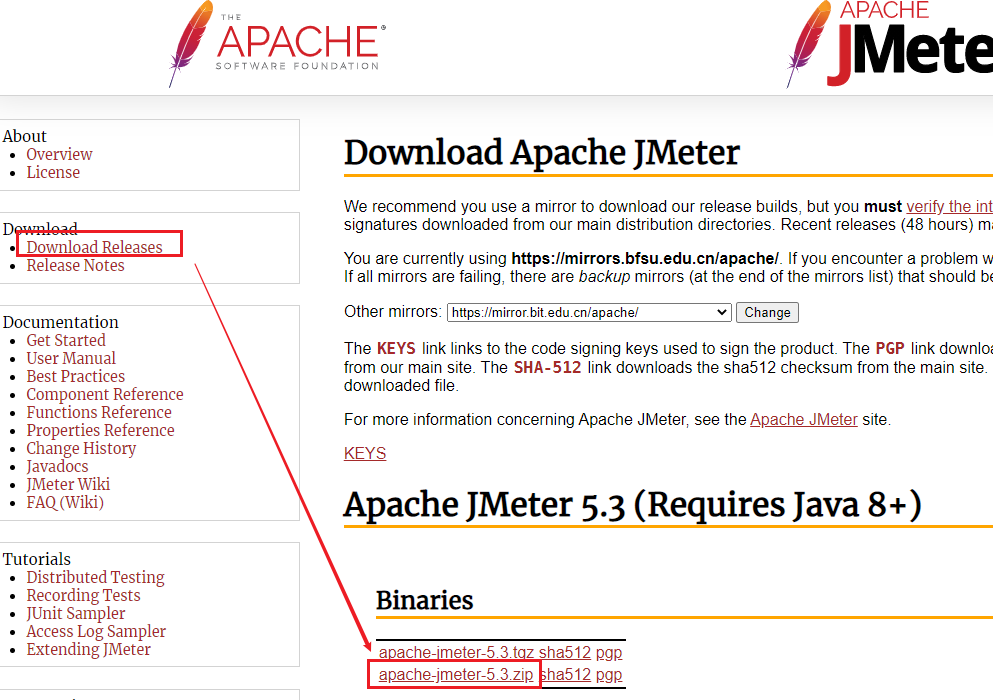 THE
APACHE®
SOFTWARE FOUNDATION
APACHE
JMete
About
Overview
License
Download
Download Releases
Release Notes
Documentation
Get Started
User Manual
Best Practices
Component Reference
Functions Reference
Properties Reference
Change History
Javadocs
JMeter Wiki
FAQ (Wiki)
Tutorials
Distributed Testing
Recording Tests
JUnit Sampler
Access Log Sampler
Extending JMeter
Download Apache JMeter
We recommend you use a mirror to download our release builds, but you must verify the int
signatures downloaded from our main distribution directories. Recent releases (48 hours) ma
You are currently using https://mirrors.bfsu.edu.cn/apache/. If you encounter a problem w
If all mirrors are failing, there are backup mirrors (at the end of the mirrors list) that should be
Other mirrors: https://mirror.bit.edu.cn/apache/ Change
The KEYS link links to the code signing keys used to sign the product. The PGP link downloa
from our main site. The SHA-512 link downloads the sha512 checksum from the main site.
downloaded file.
For more information concerning Apache JMeter, see the Apache JMeter site.
KEYS
Apache JMeter 5.3 (Requires Java 8+)
Binaries
apache-jmeter-5.3.tgz sha512 pgp
apache-jmeter-5.3.zip sha512 pgp